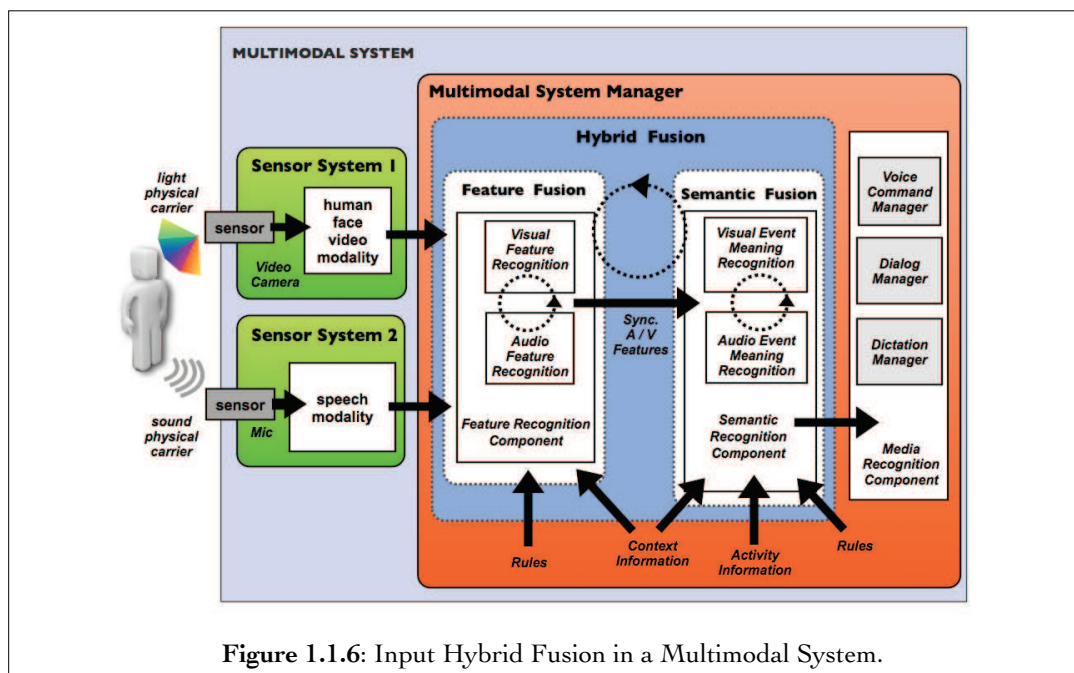 MULTIMODAL SYSTEM
Multimodal System Manager
Hybrid Fusion
Sensor System 1
light
physical
carrier
sensor
human
face
video
modality
Video
Camera
Sensor System 2
sensor
speech
modality
Mic
sound
physical
carrier
Feature Fusion
Visual
Feature
Recognition
Audio
Feature
Recognition
Feature Recognition
Component
Sync.
A / V
Features
Semantic Fusion
Visual Event
Meaning
Recognition
Audio Event
Meaning
Recognition
Semantic
Recognition
Component
Voice
Command
Manager
Dialog
Manager
Dictation
Manager
Media
Recognition
Component
Rules
Context
Information
Activity
Information
Rules
Figure 1.1.6: Input Hybrid Fusion in a Multimodal System.